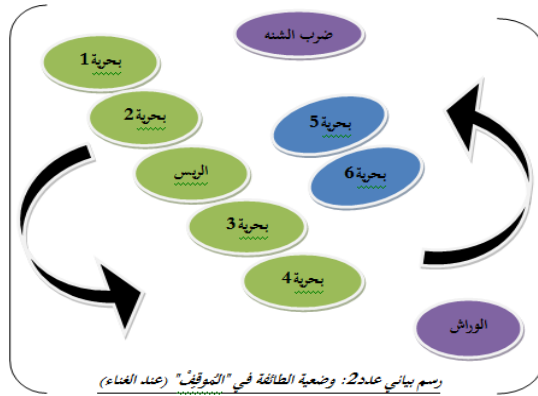 ضرب الشنه
بحرية 1
بحرية 2
بحرية 5
الريس
بحرية 6
بحرية 3
بحرية 4
الوراش
رسم بياني عدد2: وضعية الطائفة في "المُوقِفْ" (عند الغناء)